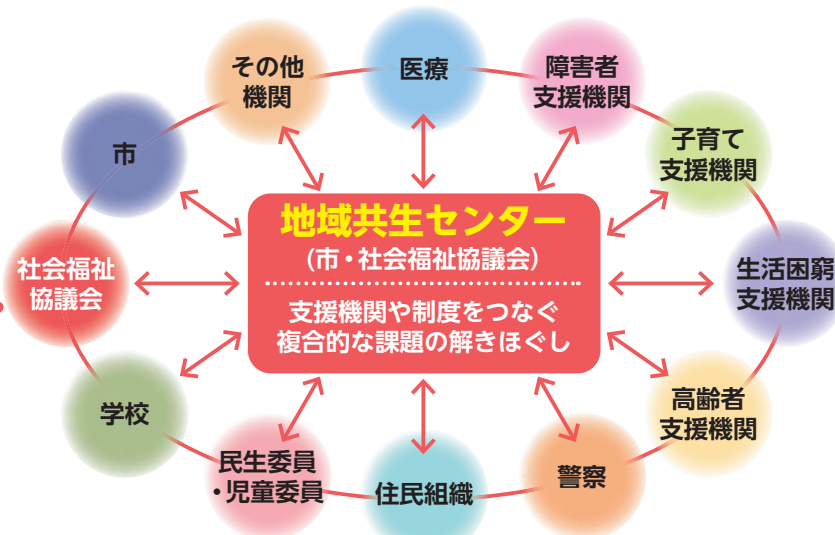 その他
機関
医療
障害者
支援機関
子育て
支援機関
生活困窮
支援機関
高齢者
支援機関
警察
住民組織
民生委員
・児童委員
学校
社会福祉
協議会
市
地域共生センター
（市・社会福祉協議会）
支援機関や制度をつなぐ
複合的な課題の解きほぐし